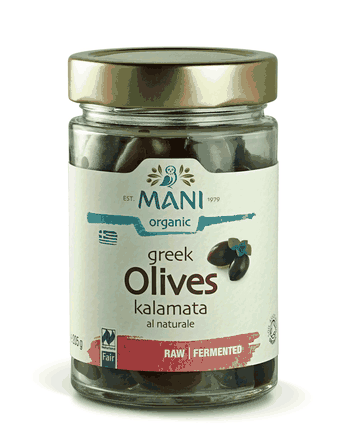 EST. MANI 1979
organic
greek
Olives
kalamata
al naturale
Fair
RAW | FERMENTED